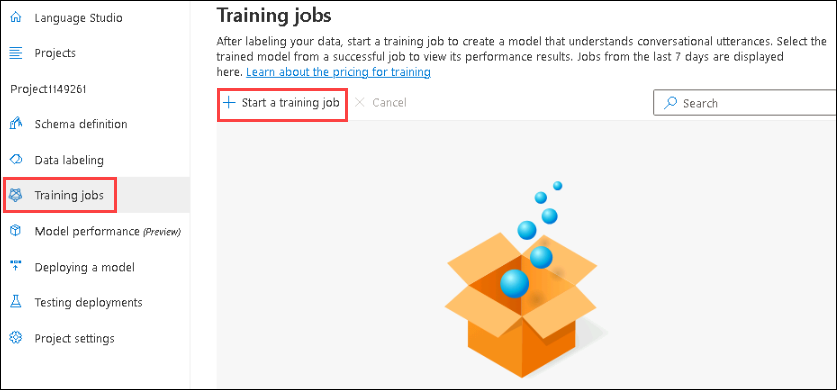 Language Studio
Projects
Project1149261
Schema definition
Data labeling
Training jobs
Model performance (Preview)
Deploying a model
Testing deployments
Project settings
Training jobs
After labeling your data, start a training job to create a model that understands conversational utterances. Select the
trained model from a successful job to view its performance results. Jobs from the last 7 days are displayed
here. Learn about the pricing for training
Start a training job
Cancel
Search